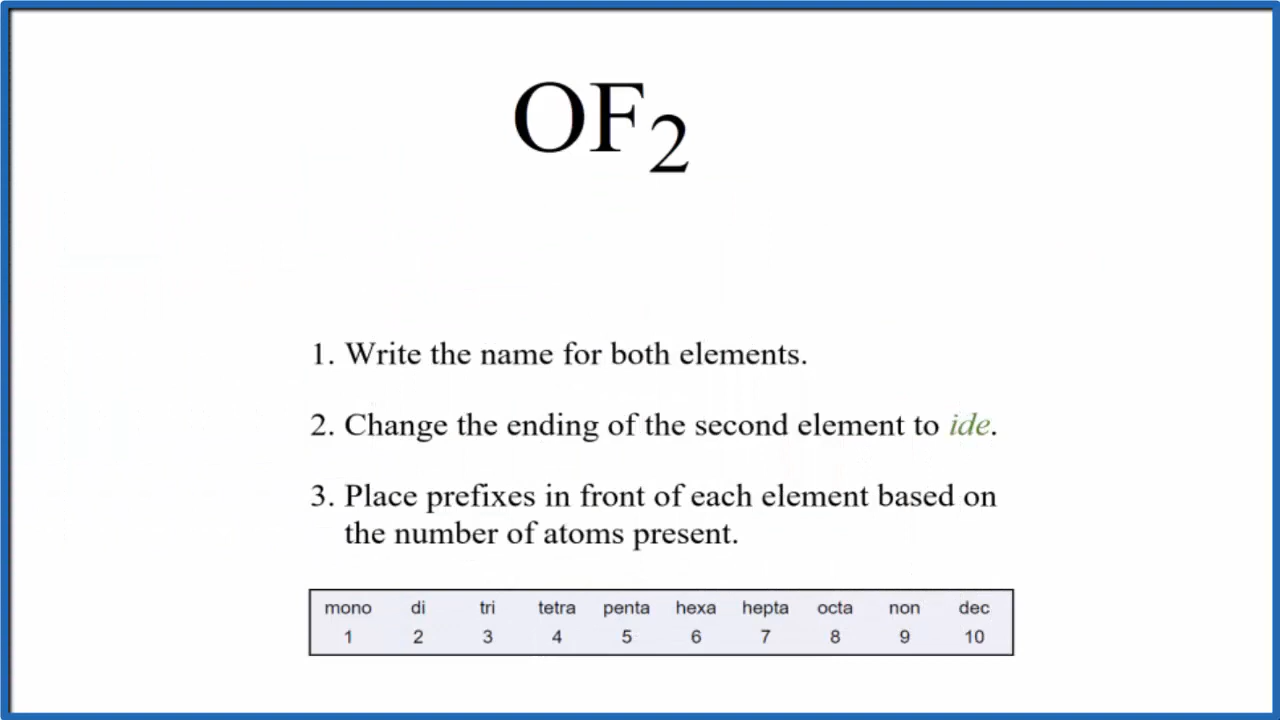 OF₂
1. Write the name for both elements.
2. Change the ending of the second element to ide.
3. Place prefixes in front of each element based on
the number of atoms present.
mono di tri tetra penta hexa hepta octa non dec
1 2 3 4 5 6 7 8 9 10